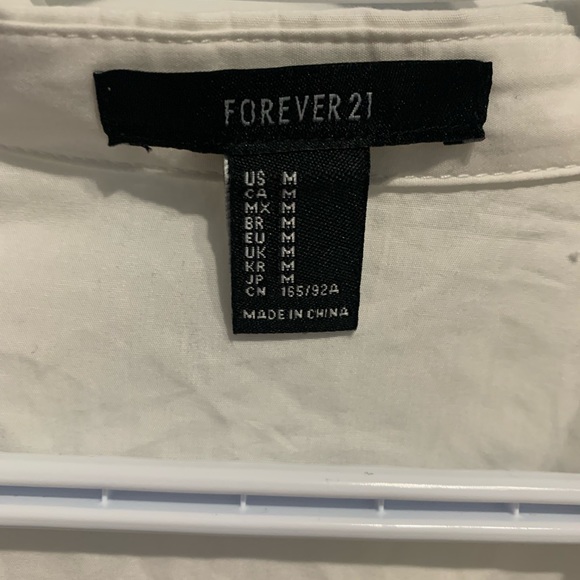 FOREVER 21
US M
CA M
MX M
BR M
EU M
UK M
KR M
JP M
CN 165/92A
MADE IN CHINA